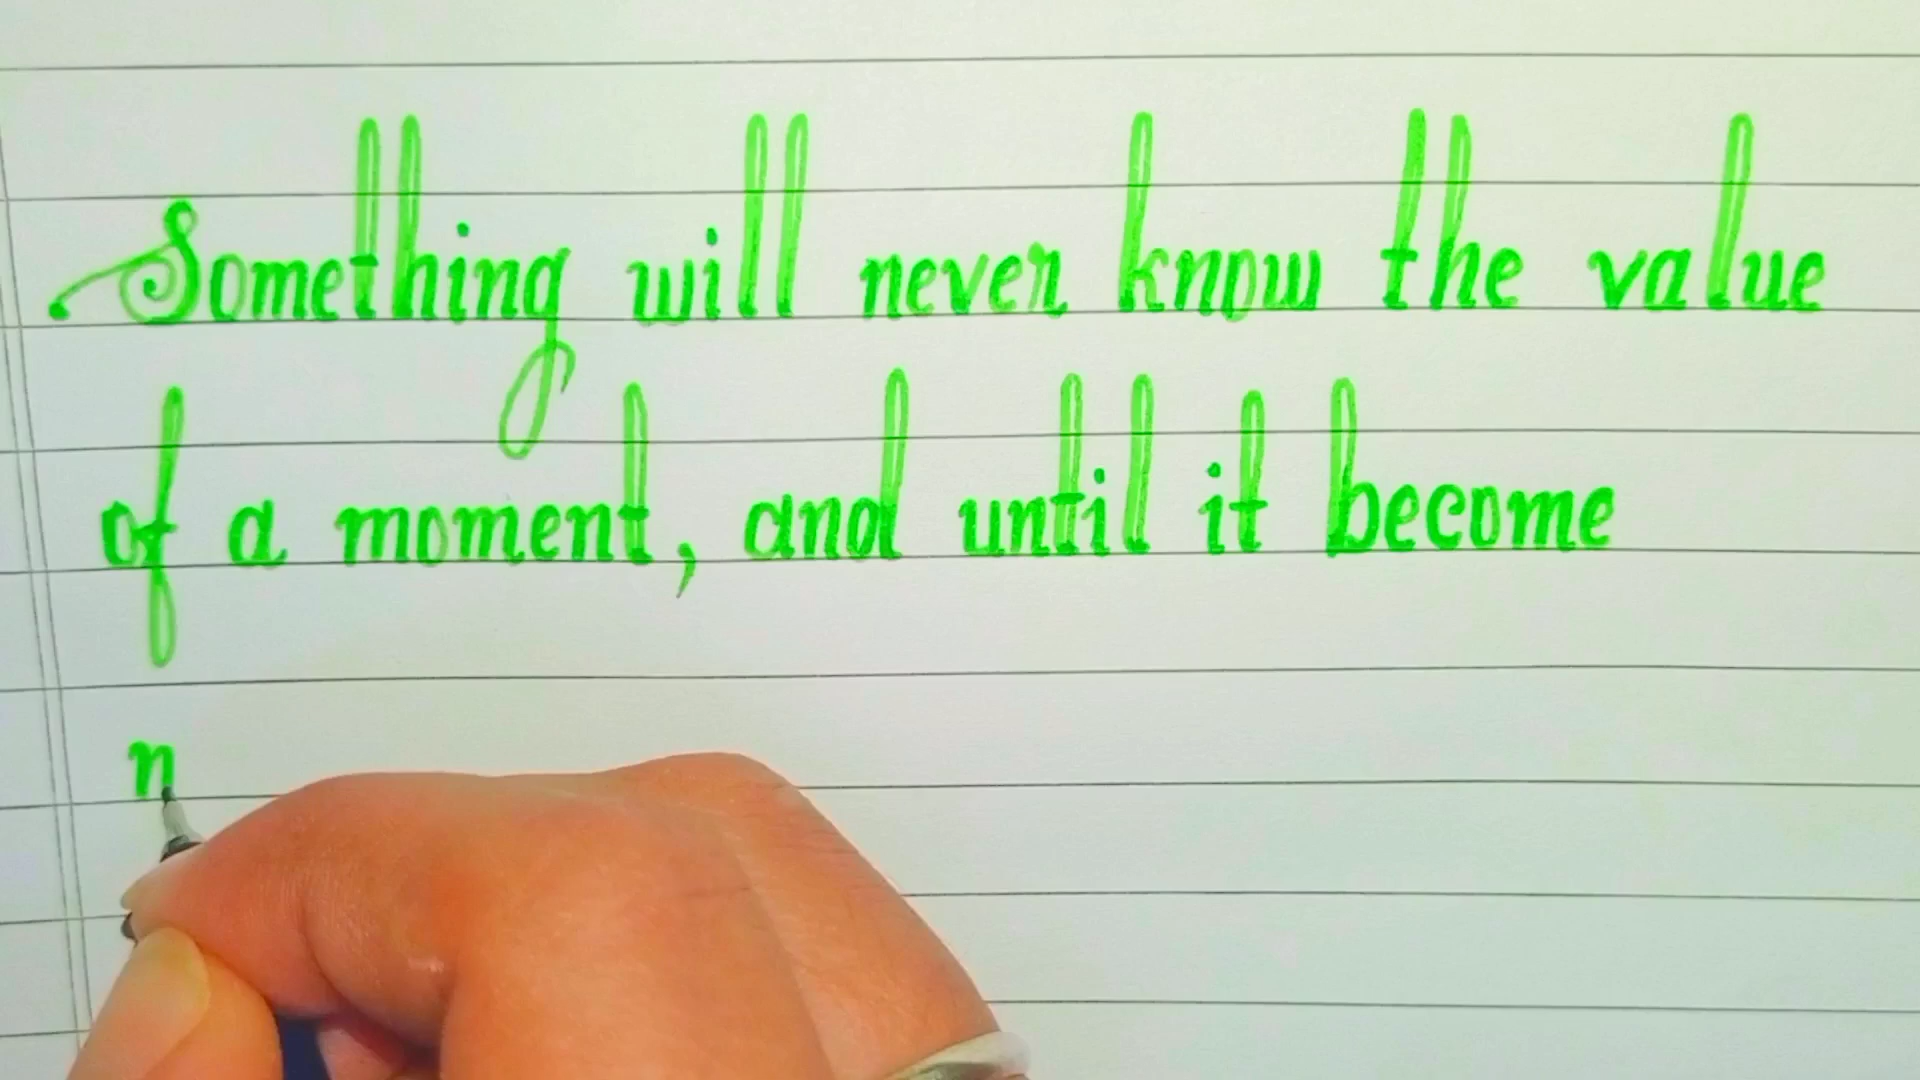 Something will never know the value
of a moment, and until it become
n